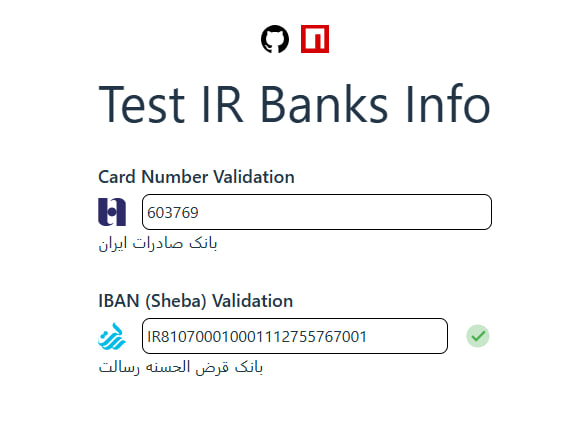 Test IR Banks Info
Card Number Validation
603769
بانک صادرات ایران
IBAN (Sheba) Validation
IR810700010001112755767001
بانک قرض الحسنه رسالت